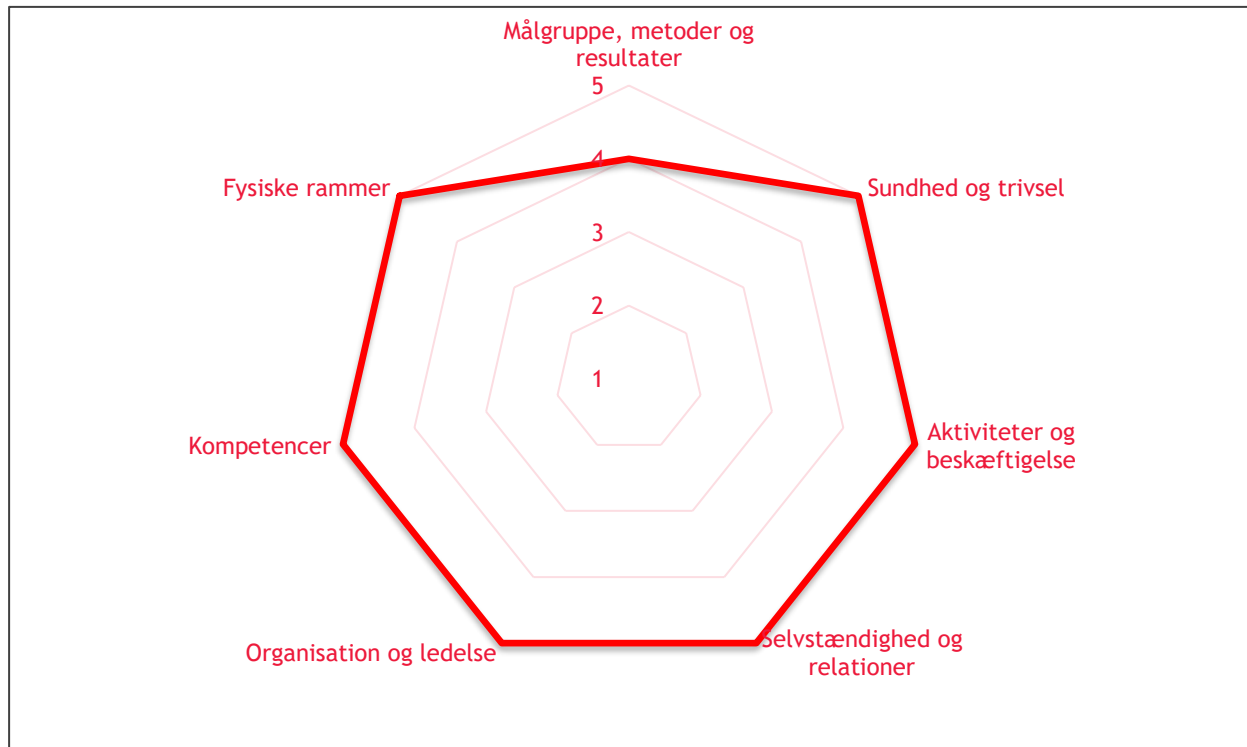 Målgruppe, metoder og
resultater
5
4
Fysiske rammer
Sundhed og trivsel
3
2
1
Aktiviteter og
beskæftigelse
Kompetencer
Selvstændighed og
relationer
Organisation og ledelse